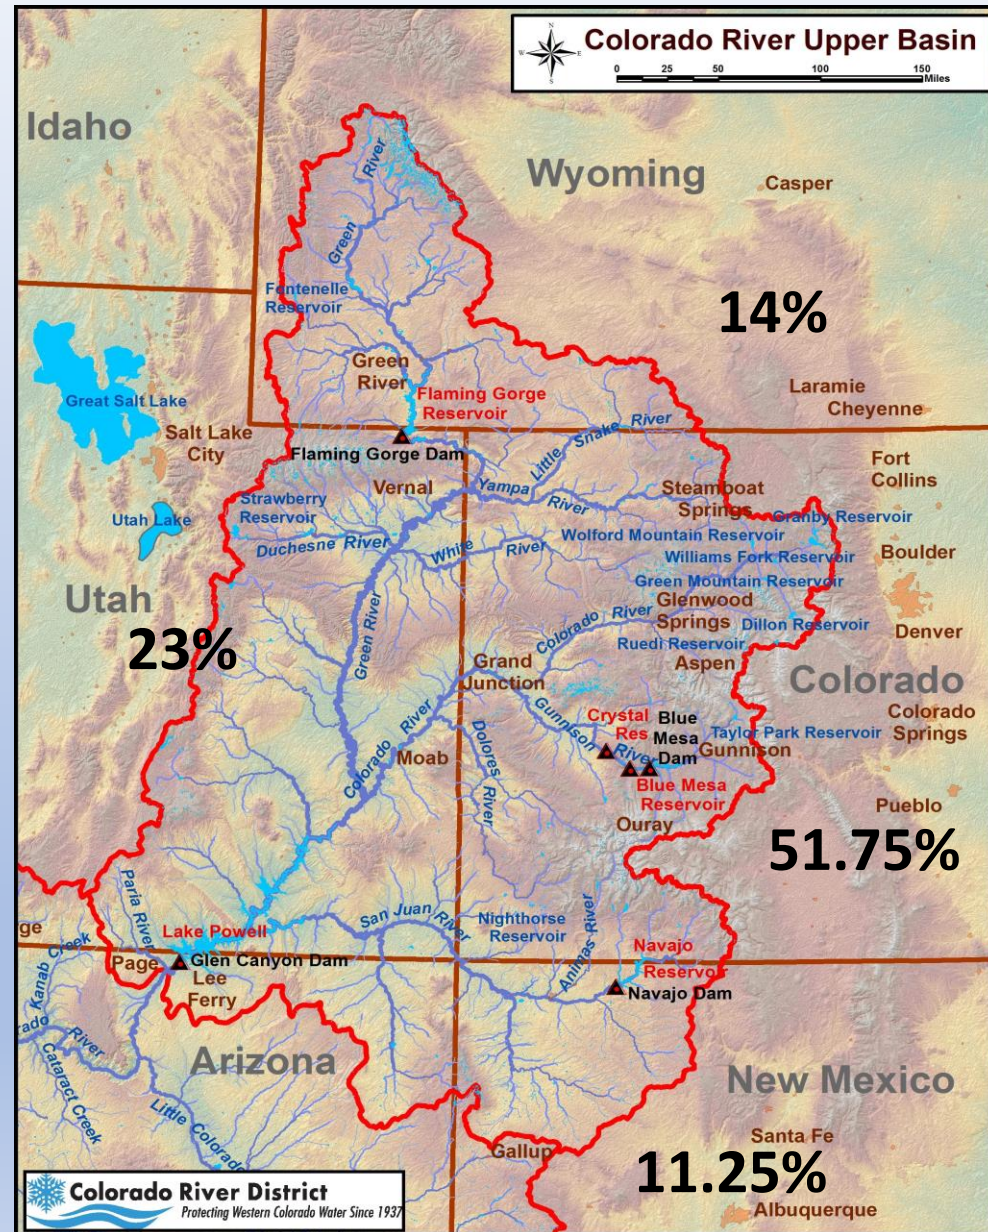 Colorado River Upper Basin
N
W
E
S
0 25 50 100 150
Miles
Idaho
Wyoming
Casper
Green
River
Fontenelle
Reservoir
14%
Green
River
Flaming Gorge
Reservoir
Laramie
Cheyenne
Great Salt Lake
Salt Lake
City
Flaming Gorge Dam
Little Snake River
Fort
Collins
Vernal
Yampa
River
Steamboat
Springs
Strawberry
Reservoir
Utah Lake
Granby Reservoir
Duchesne River
White River
Wolford Mountain Reservoir
Williams Fork Reservoir
Boulder
Green Mountain Reservoir
Utah
23%
Green River
Colorado River
Glenwood
Springs
Dillon Reservoir
Denver
Ruedi Reservoir
Aspen
Grand
Junction
Colorado
Colorado
Springs
Gunnison
River
Crystal
Res
Blue
Mesa
Dam
Taylor Park Reservoir
Gunnison
Colorado River
Moab
Dolores
River
Blue Mesa
Reservoir
Pueblo
Ouray
51.75%
Paria River
San Juan River
Nighthorse
Reservoir
Animas River
Lake Powell
Navajo
Reservoir
ge
Kanab Creek
Page
Glen Canyon Dam
Lee
Ferry
Navajo Dam
rado
River
Cataract Creek
Arizona
New Mexico
Little Colorado
Gallup
Santa Fe
11.25%
Albuquerque
Colorado River District
Protecting Western Colorado Water Since 1937